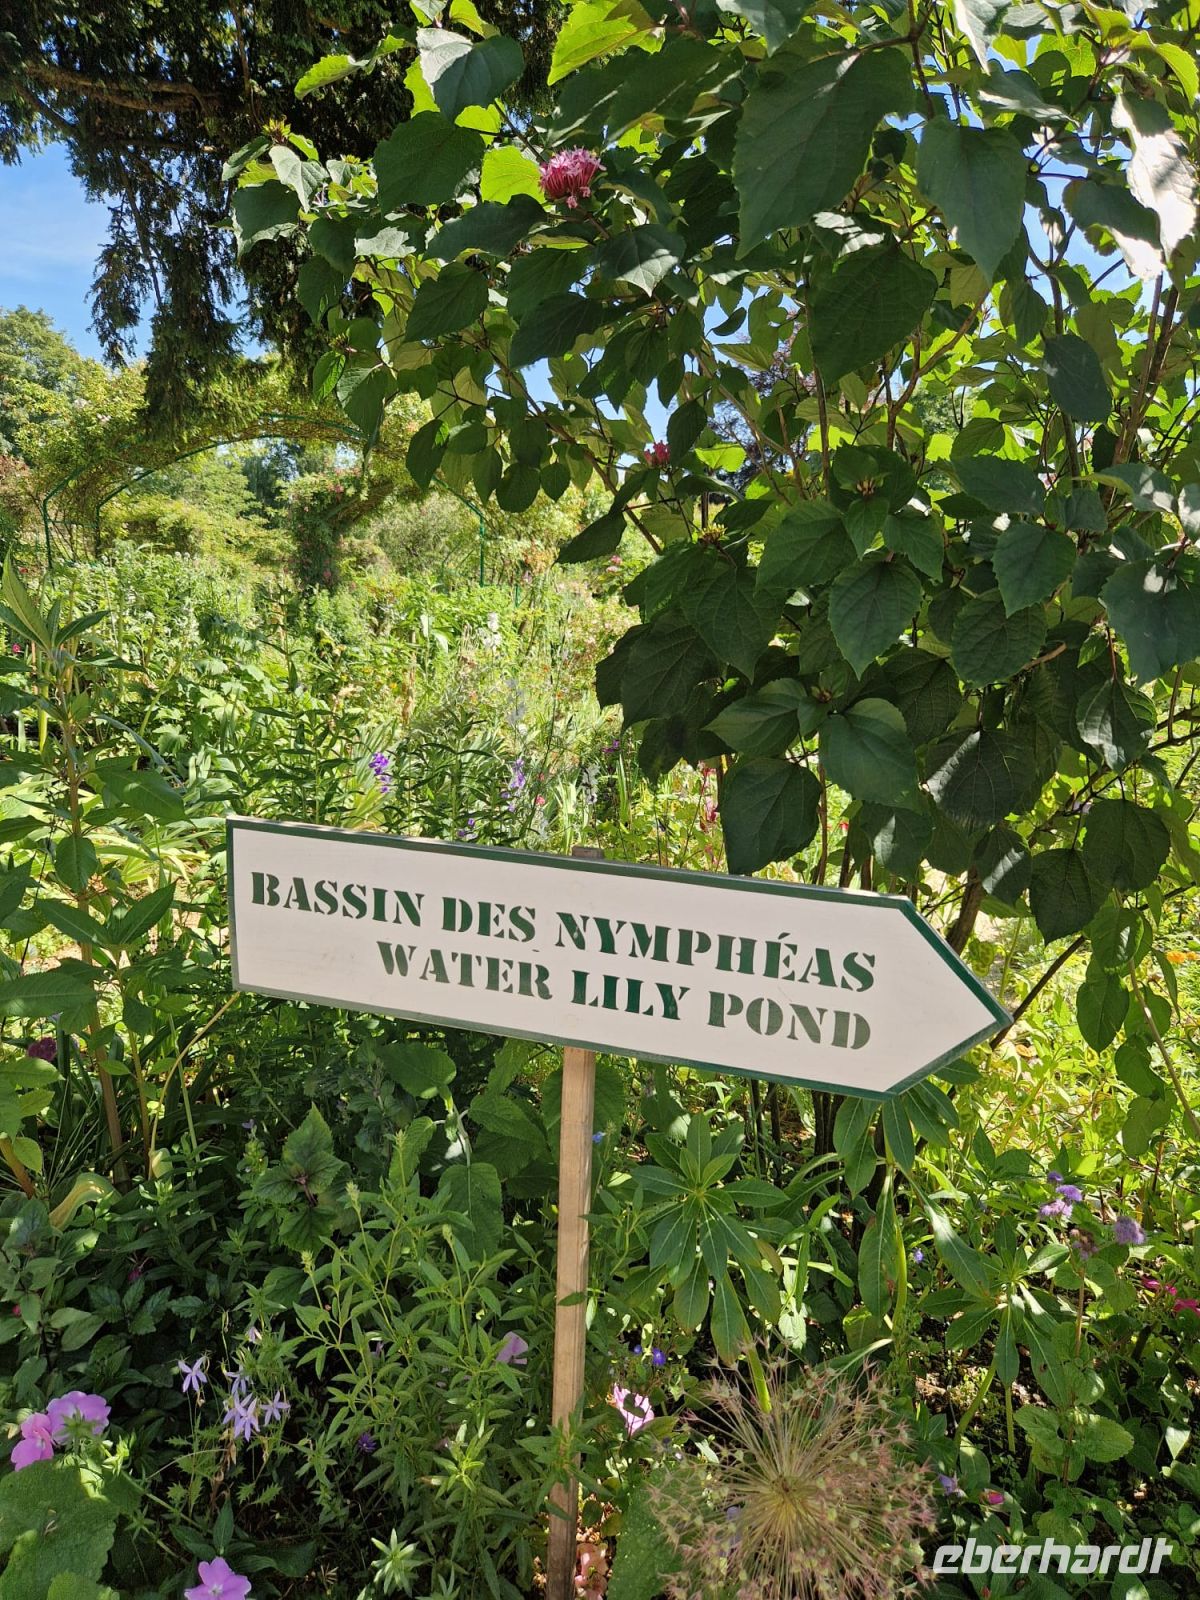 BASSIN DES NYMPHÉAS
WATER LILY POND
eberhardt